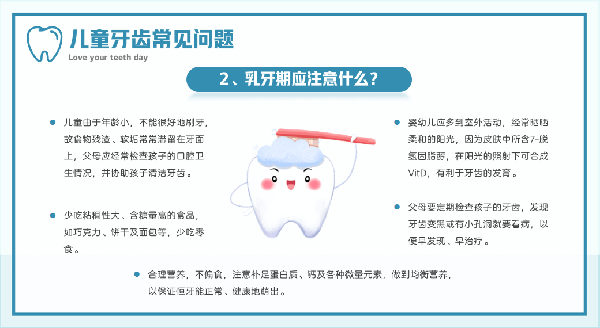 儿童牙齿常见问题
Love your teeth day
2、乳牙期应注意什么？
儿童由于年龄小，不能很好地刷牙，
故食物残渣、软垢常常滞留在牙面
上，父母应经常检查孩子的口腔卫
生情况，并协助孩子清洁牙齿。
少吃粘稠性大、含糖量高的食品，
如巧克力、饼干及面包等，少吃零
食。
婴幼儿应多到室外活动，经常晒晒
柔和的阳光，因为皮肤中所含7-脱
氢固醇，在阳光的照射下可合成
VitD，有利于牙齿的发育。
父母要定期检查孩子的牙齿，发现
牙齿变黑或有小孔洞就要看病，以
便早发现、早治疗。
合理营养，不偏食，注意补足蛋白质、钙及各种微量元素，做到均衡营养，
以保证恒牙能正常、健康地萌出。